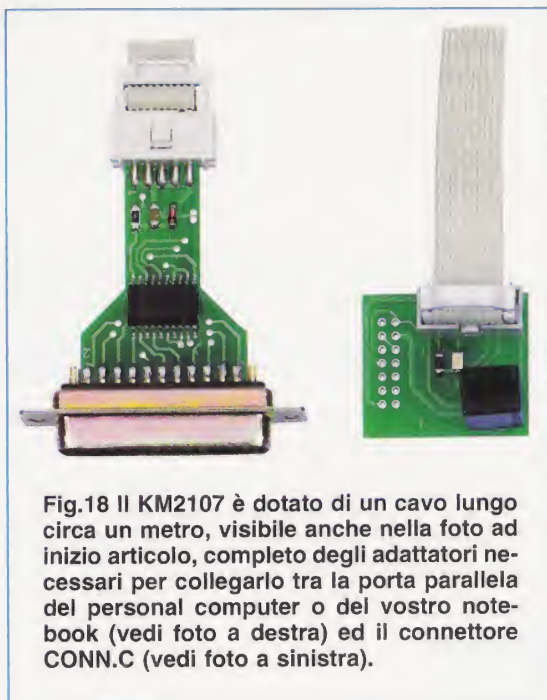 Fig.18 Il KM2107 è dotato di un cavo lungo
circa un metro, visibile anche nella foto ad
inizio articolo, completo degli adattatori ne-
cessari per collegarlo tra la porta parallela
del personal computer o del vostro note-
book (vedi foto a destra) ed il connettore
CONN.C (vedi foto a sinistra).